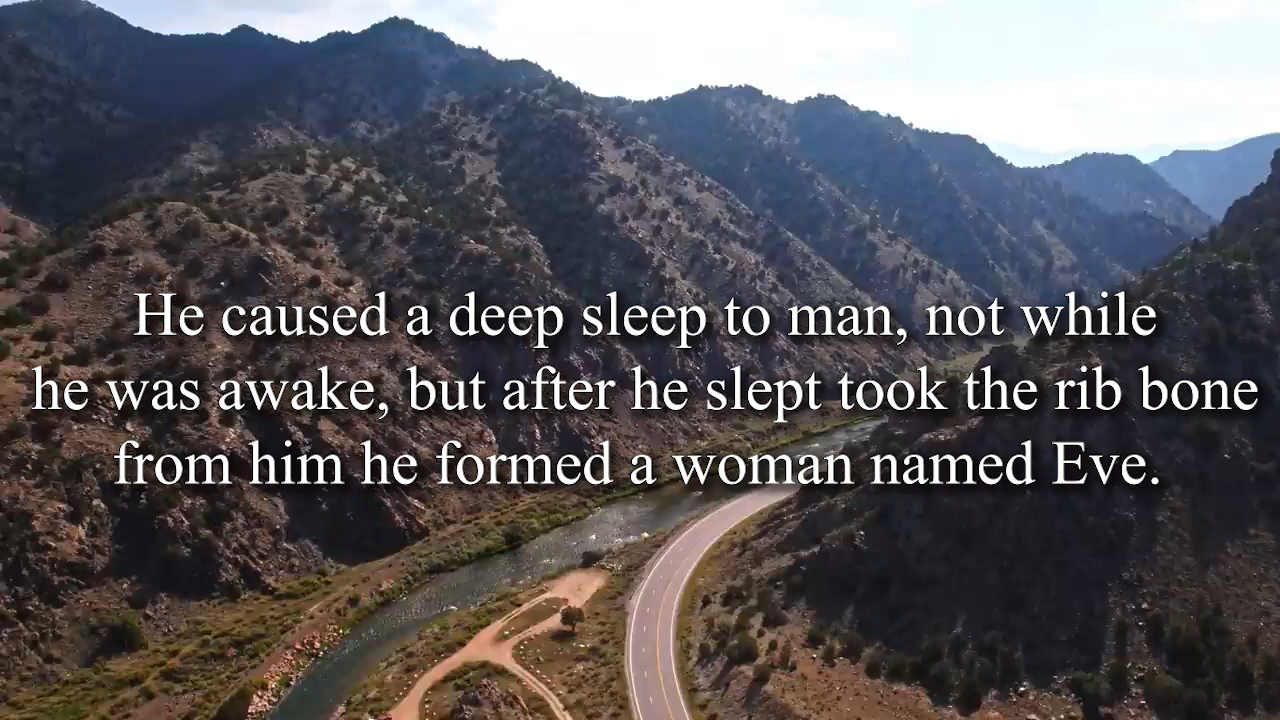 He caused a deep sleep to man, not while
he was awake, but after he slept took the rib bone
from him he formed a woman named Eve.